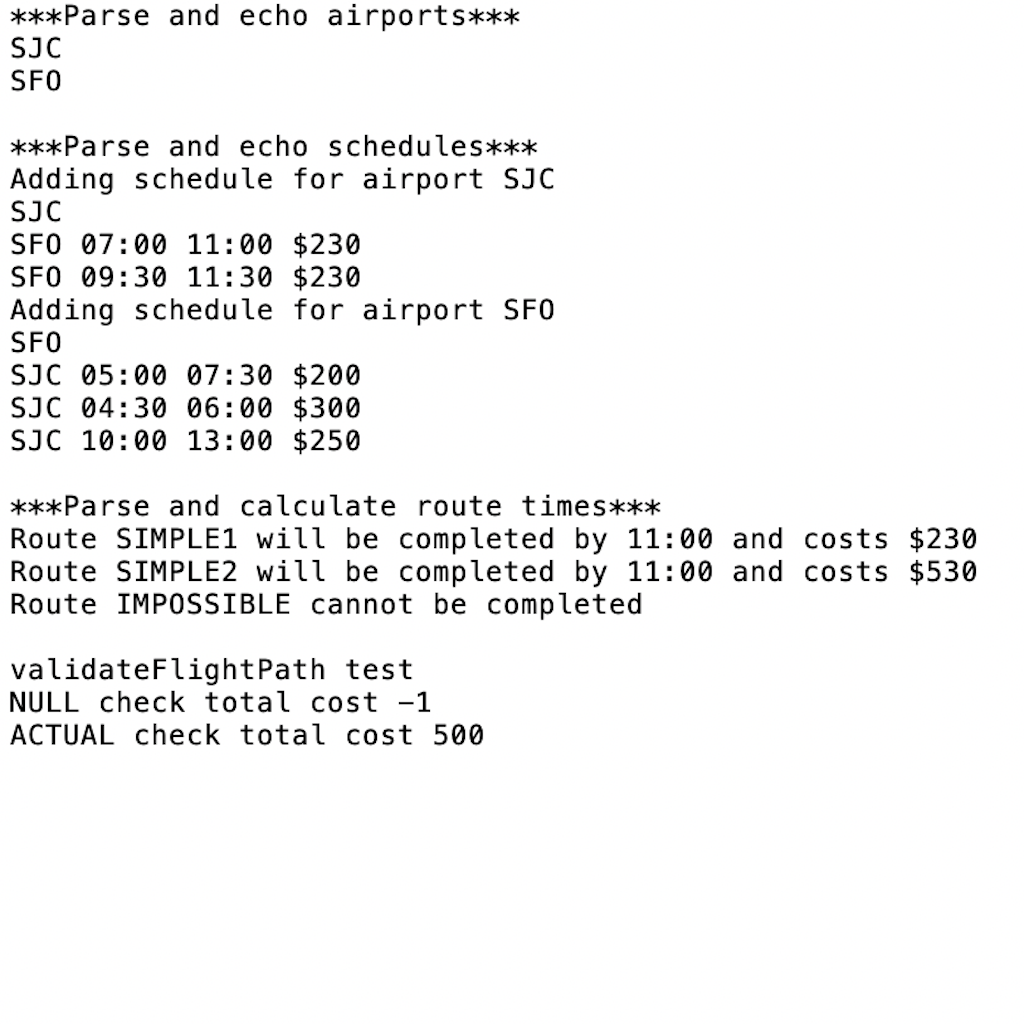 ***Parse and echo airports***
SJC
SFO

***Parse and echo schedules***
Adding schedule for airport SJC
SJC
SFO 07:00 11:00 $230
SFO 09:30 11:30 $230
Adding schedule for airport SFO
SFO
SJC 05:00 07:30 $200
SJC 04:30 06:00 $300
SJC 10:00 13:00 $250

***Parse and calculate route times***
Route SIMPLE1 will be completed by 11:00 and costs $230
Route SIMPLE2 will be completed by 11:00 and costs $530
Route IMPOSSIBLE cannot be completed

validateFlightPath test
NULL check total cost -1
ACTUAL check total cost 500